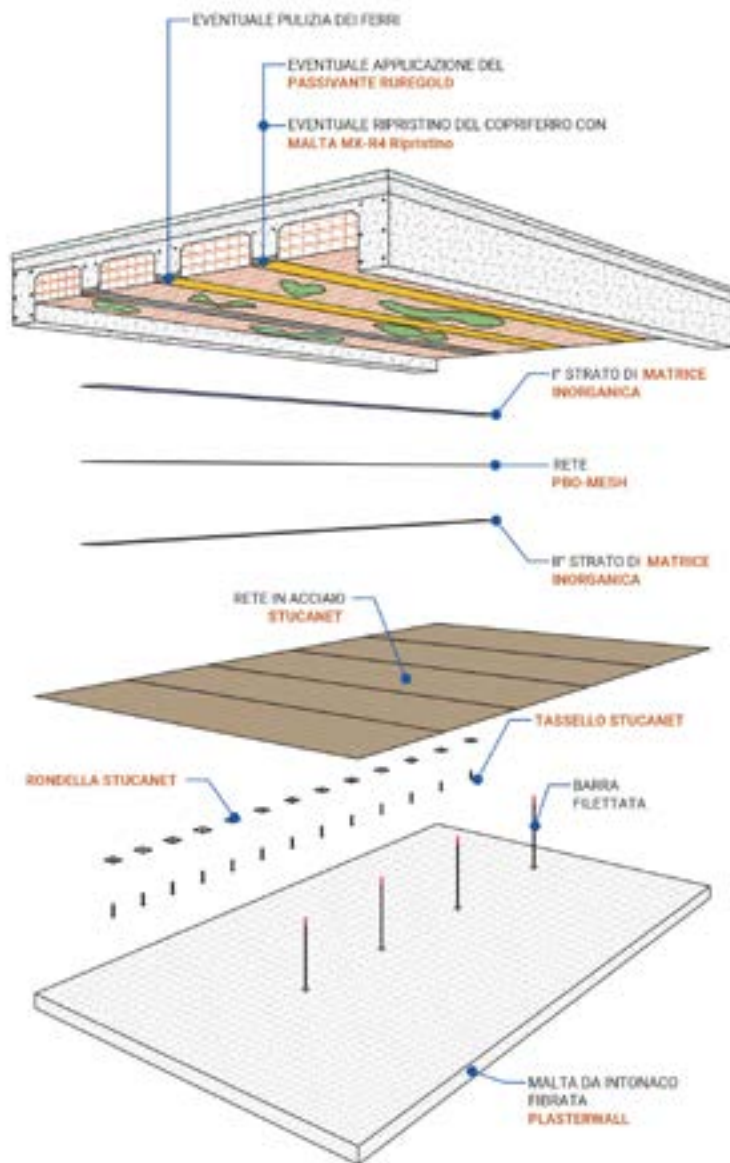 EVENTUALE PULIZIA DEI FERRI
EVENTUALE APPLICAZIONE DEL
PASSIVANTE RUREGOLD
EVENTUALE RIPRISTINO DEL COPRIFERRO CON
MALTA MX-R4 Ripristino
I° STRATO DI MATRICE
INORGANICA
RETE
PBO-MESH
II° STRATO DI MATRICE
INORGANICA
RETE IN ACCIAIO
STUCANET
TASSELLO STUCANET
RONDELLA STUCANET
BARRA
FILETTATA
MALTA DA INTONACO
FIBRATA
PLASTERWALL